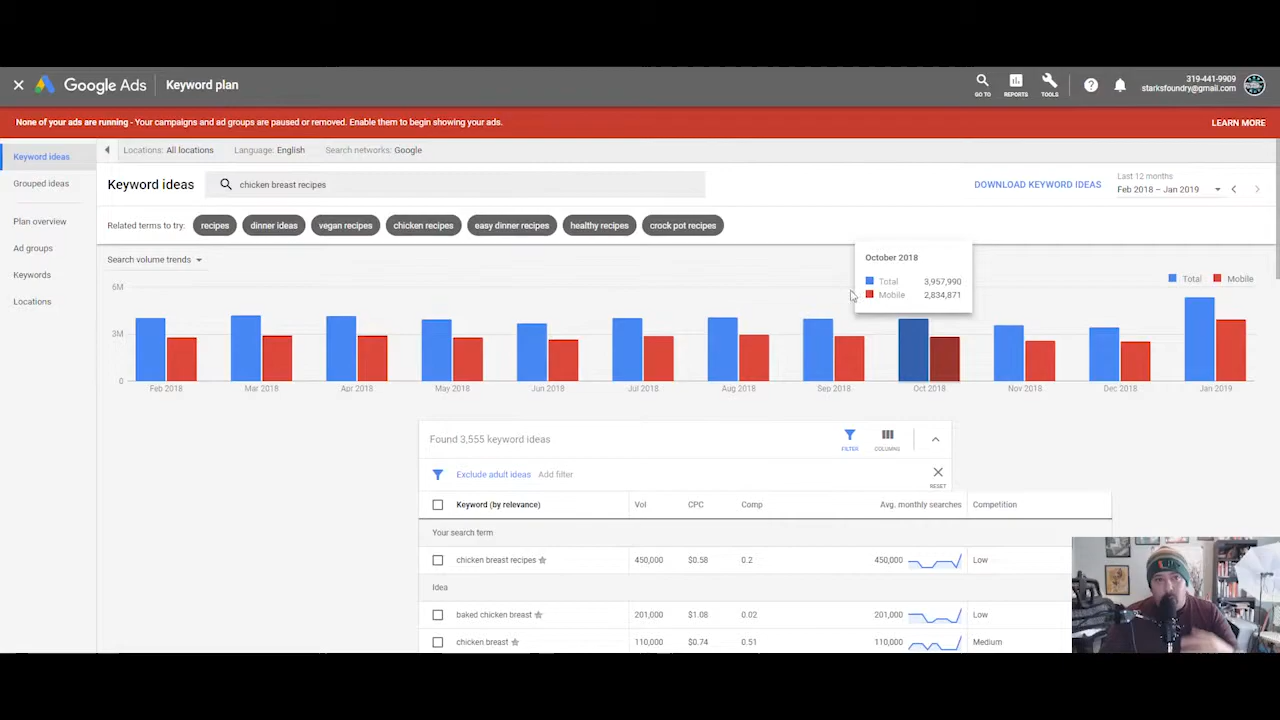 Google Ads
Keyword plan
GO TO
REPORTS
TOOLS
319-441-9909
starksfoundry@gmail.com
None of your ads are running - Your campaigns and ad groups are paused or removed. Enable them to begin showing your ads.
LEARN MORE
Keyword ideas
Grouped ideas
Plan overview
Ad groups
Keywords
Locations
Locations: All locations
Language: English
Search networks: Google
Keyword ideas
chicken breast recipes
DOWNLOAD KEYWORD IDEAS
Last 12 months
Feb 2018 – Jan 2019
Related terms to try: recipes dinner ideas vegan recipes chicken recipes easy dinner recipes healthy recipes crock pot recipes
Search volume trends
October 2018
Total 3,957,990
Mobile 2,834,871
Total Mobile
6M
3M
0
Feb 2018 Mar 2018 Apr 2018 May 2018 Jun 2018 Jul 2018 Aug 2018 Sep 2018 Oct 2018 Nov 2018 Dec 2018 Jan 2019
Found 3,555 keyword ideas
FILTER
COLUMNS
Exclude adult ideas Add filter
RESET
Keyword (by relevance) Vol CPC Comp Avg. monthly searches Competition
Your search term
chicken breast recipes 450,000 $0.58 0.2 450,000 Low
Idea
baked chicken breast 201,000 $1.08 0.02 201,000 Low
chicken breast 110,000 $0.74 0.51 110,000 Medium